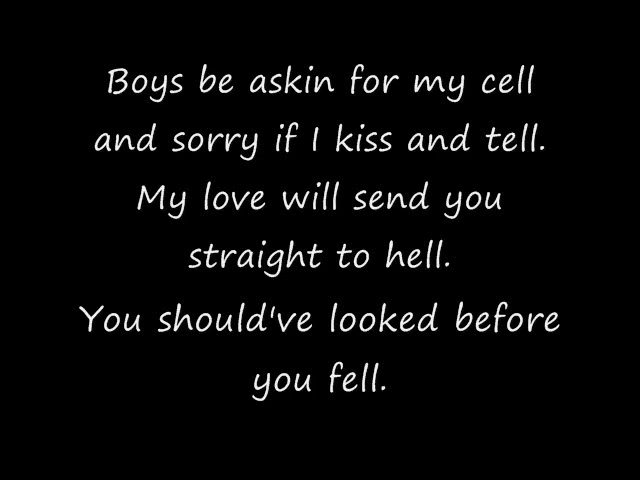 Boys be askin for my cell
and sorry if I kiss and tell.
My love will send you
straight to hell.
You should've looked before
you fell.